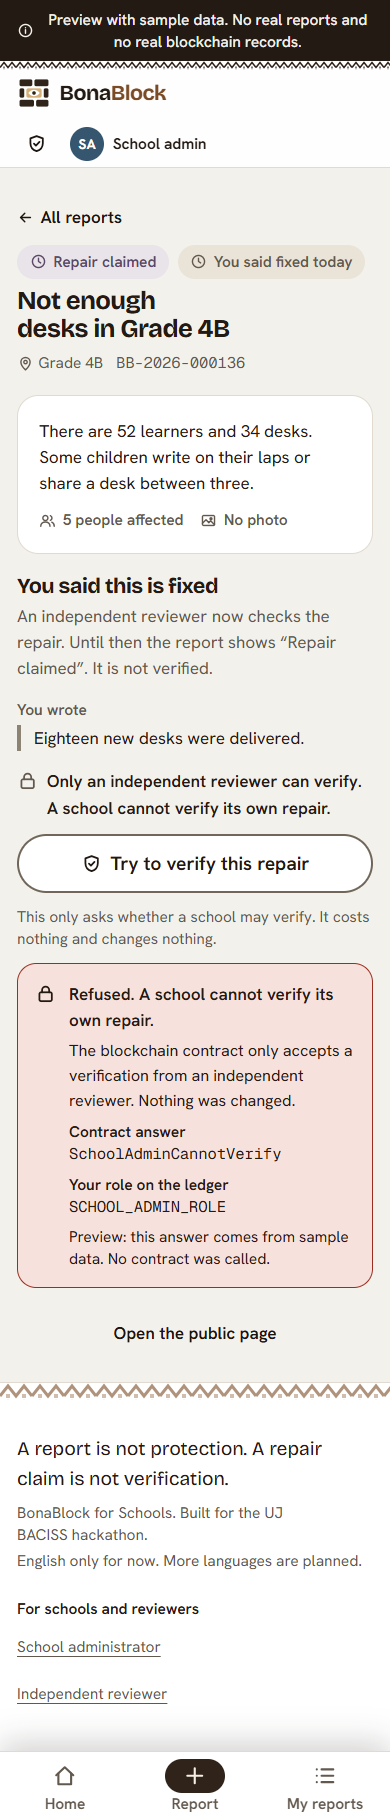 Preview with sample data. No real reports and
no real blockchain records.
BonaBlock
SA School admin
← All reports
Repair claimed You said fixed today
Not enough
desks in Grade 4B
Grade 4B BB-2026-000136
There are 52 learners and 34 desks.
Some children write on their laps or
share a desk between three.
5 people affected No photo
You said this is fixed
An independent reviewer now checks the
repair. Until then the report shows “Repair
claimed”. It is not verified.
You wrote
Eighteen new desks were delivered.
Only an independent reviewer can verify.
A school cannot verify its own repair.
Try to verify this repair
This only asks whether a school may verify. It costs
nothing and changes nothing.
Refused. A school cannot verify its
own repair.
The blockchain contract only accepts a
verification from an independent
reviewer. Nothing was changed.
Contract answer
SchoolAdminCannotVerify
Your role on the ledger
SCHOOL_ADMIN_ROLE
Preview: this answer comes from sample
data. No contract was called.
Open the public page
A report is not protection. A repair
claim is not verification.
BonaBlock for Schools. Built for the UJ
BACISS hackathon.
English only for now. More languages are planned.
For schools and reviewers
School administrator
Independent reviewer
Home Report My reports